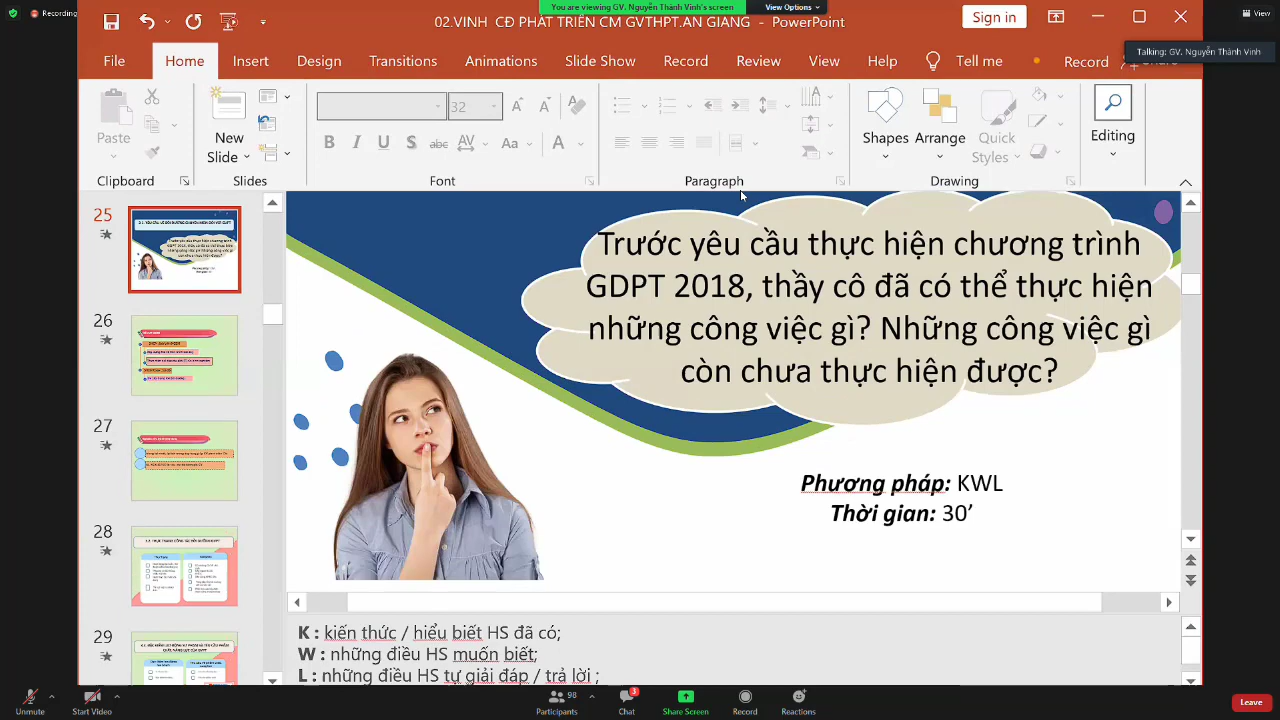 Recording
You are viewing GV. Nguyễn Thành Vinh's screen
View Options
View
02.VINH CĐ PHÁT TRIỂN CM GVTHPT.AN GIANG - PowerPoint
Sign in
Talking: GV. Nguyễn Thành Vinh
File
Home
Insert
Design
Transitions
Animations
Slide Show
Record
Review
View
Help
Tell me
Record
Share
Paste
New
Slide
32
Shapes
Arrange
Quick
Styles
Editing
Clipboard
Slides
Font
Paragraph
Drawing
25
26
27
28
29
Trước yêu cầu thực hiện chương trình
GDPT 2018, thầy cô đã có thể thực hiện
những công việc gì? Những công việc gì
còn chưa thực hiện được?
Phương pháp: KWL
Thời gian: 30’
K : kiến thức / hiểu biết HS đã có;
W : những điều HS muốn biết;
L : những điều HS tự giải đáp / trả lời ;
Unmute
Start Video
98
Participants
3
Chat
Share Screen
Record
Reactions
Leave